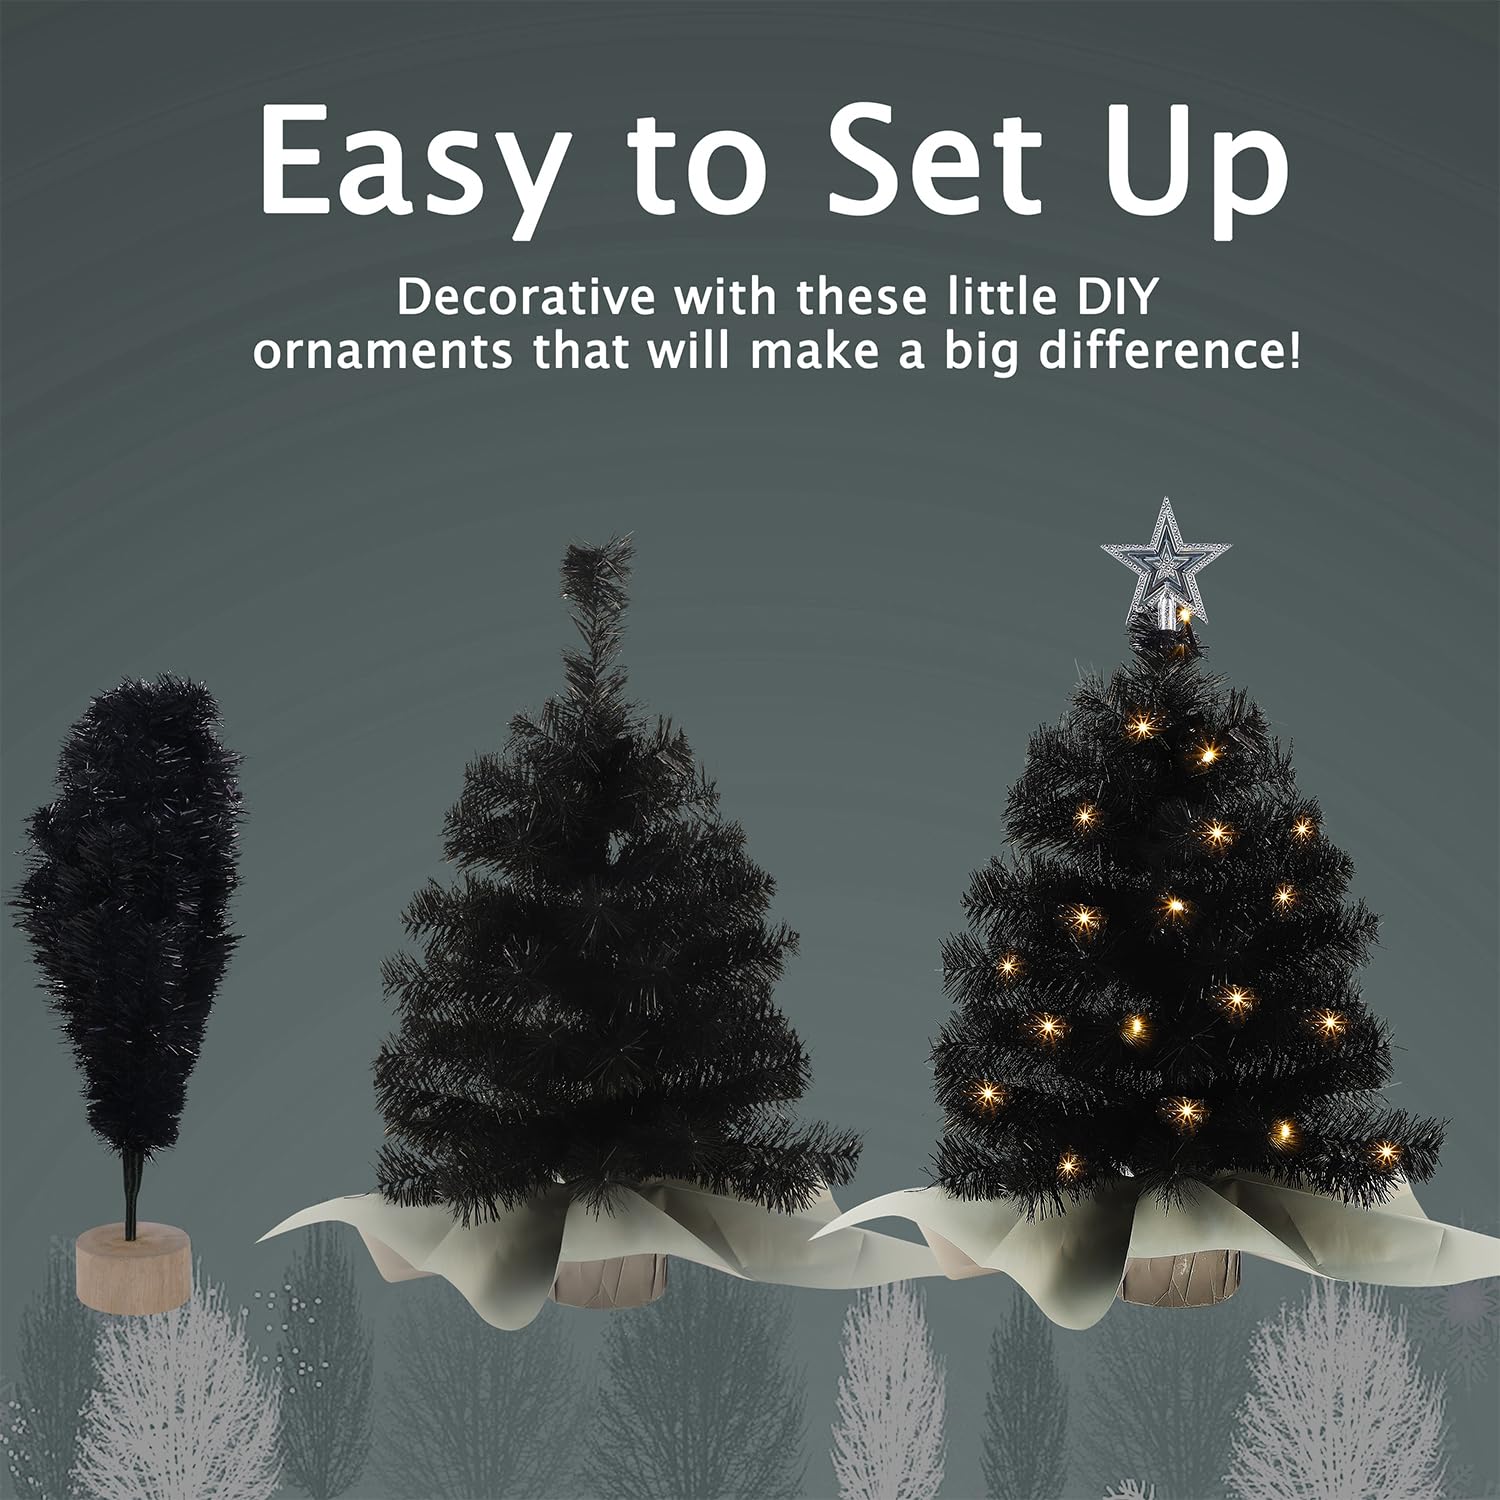 Easy to Set Up
Decorative with these little DIY
ornaments that will make a big difference!